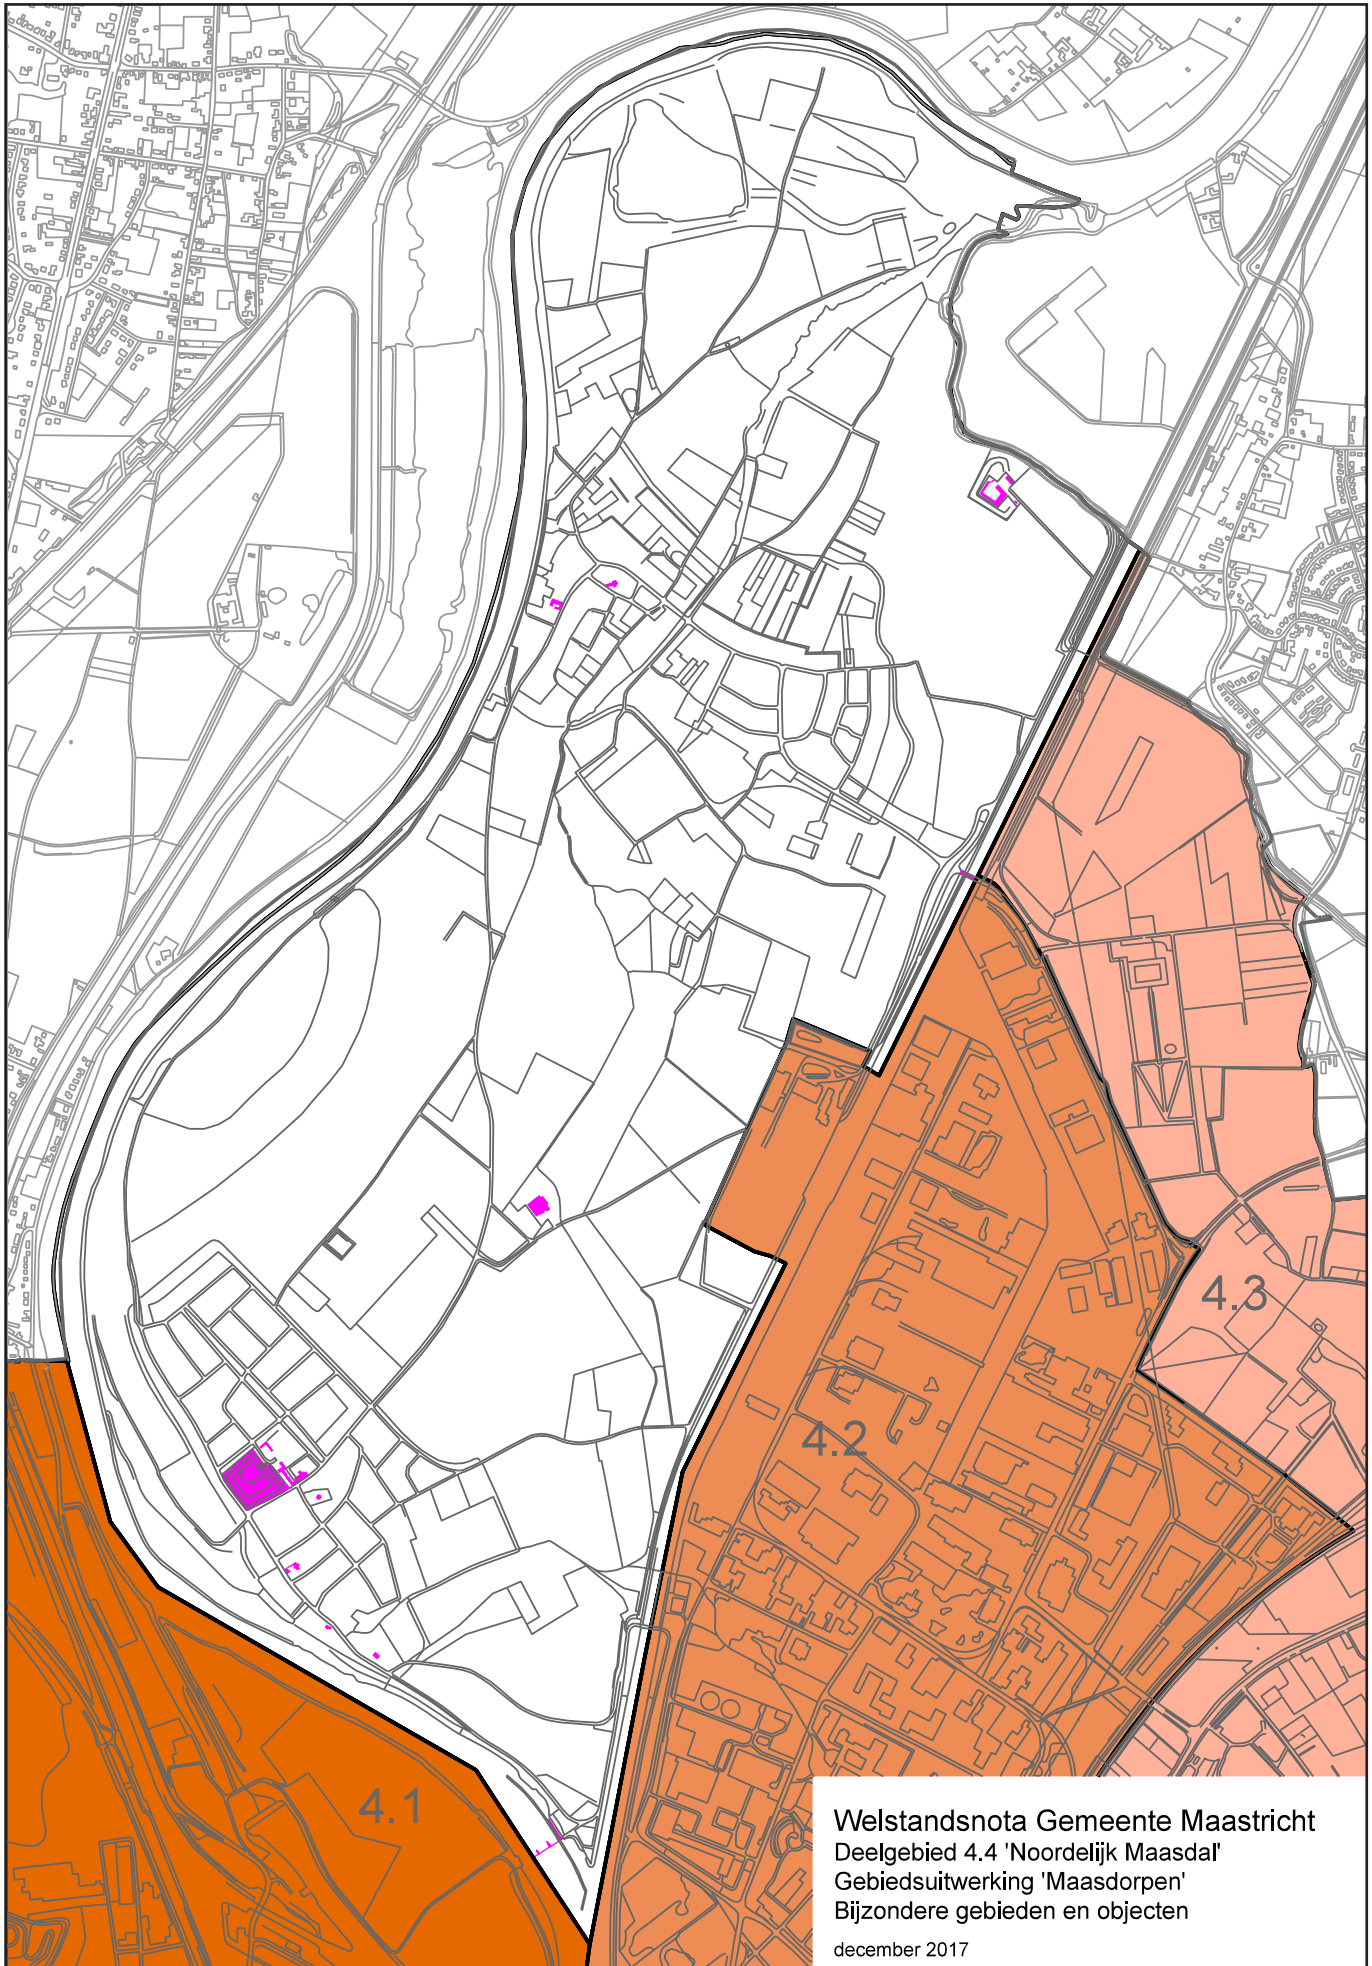 4.3
4.2
4.1
Welstandsnota Gemeente Maastricht
Deelgebied 4.4 'Noordelijk Maasdal'
Gebiedsuitwerking 'Maasdorpen'
Bijzondere gebieden en objecten
december 2017